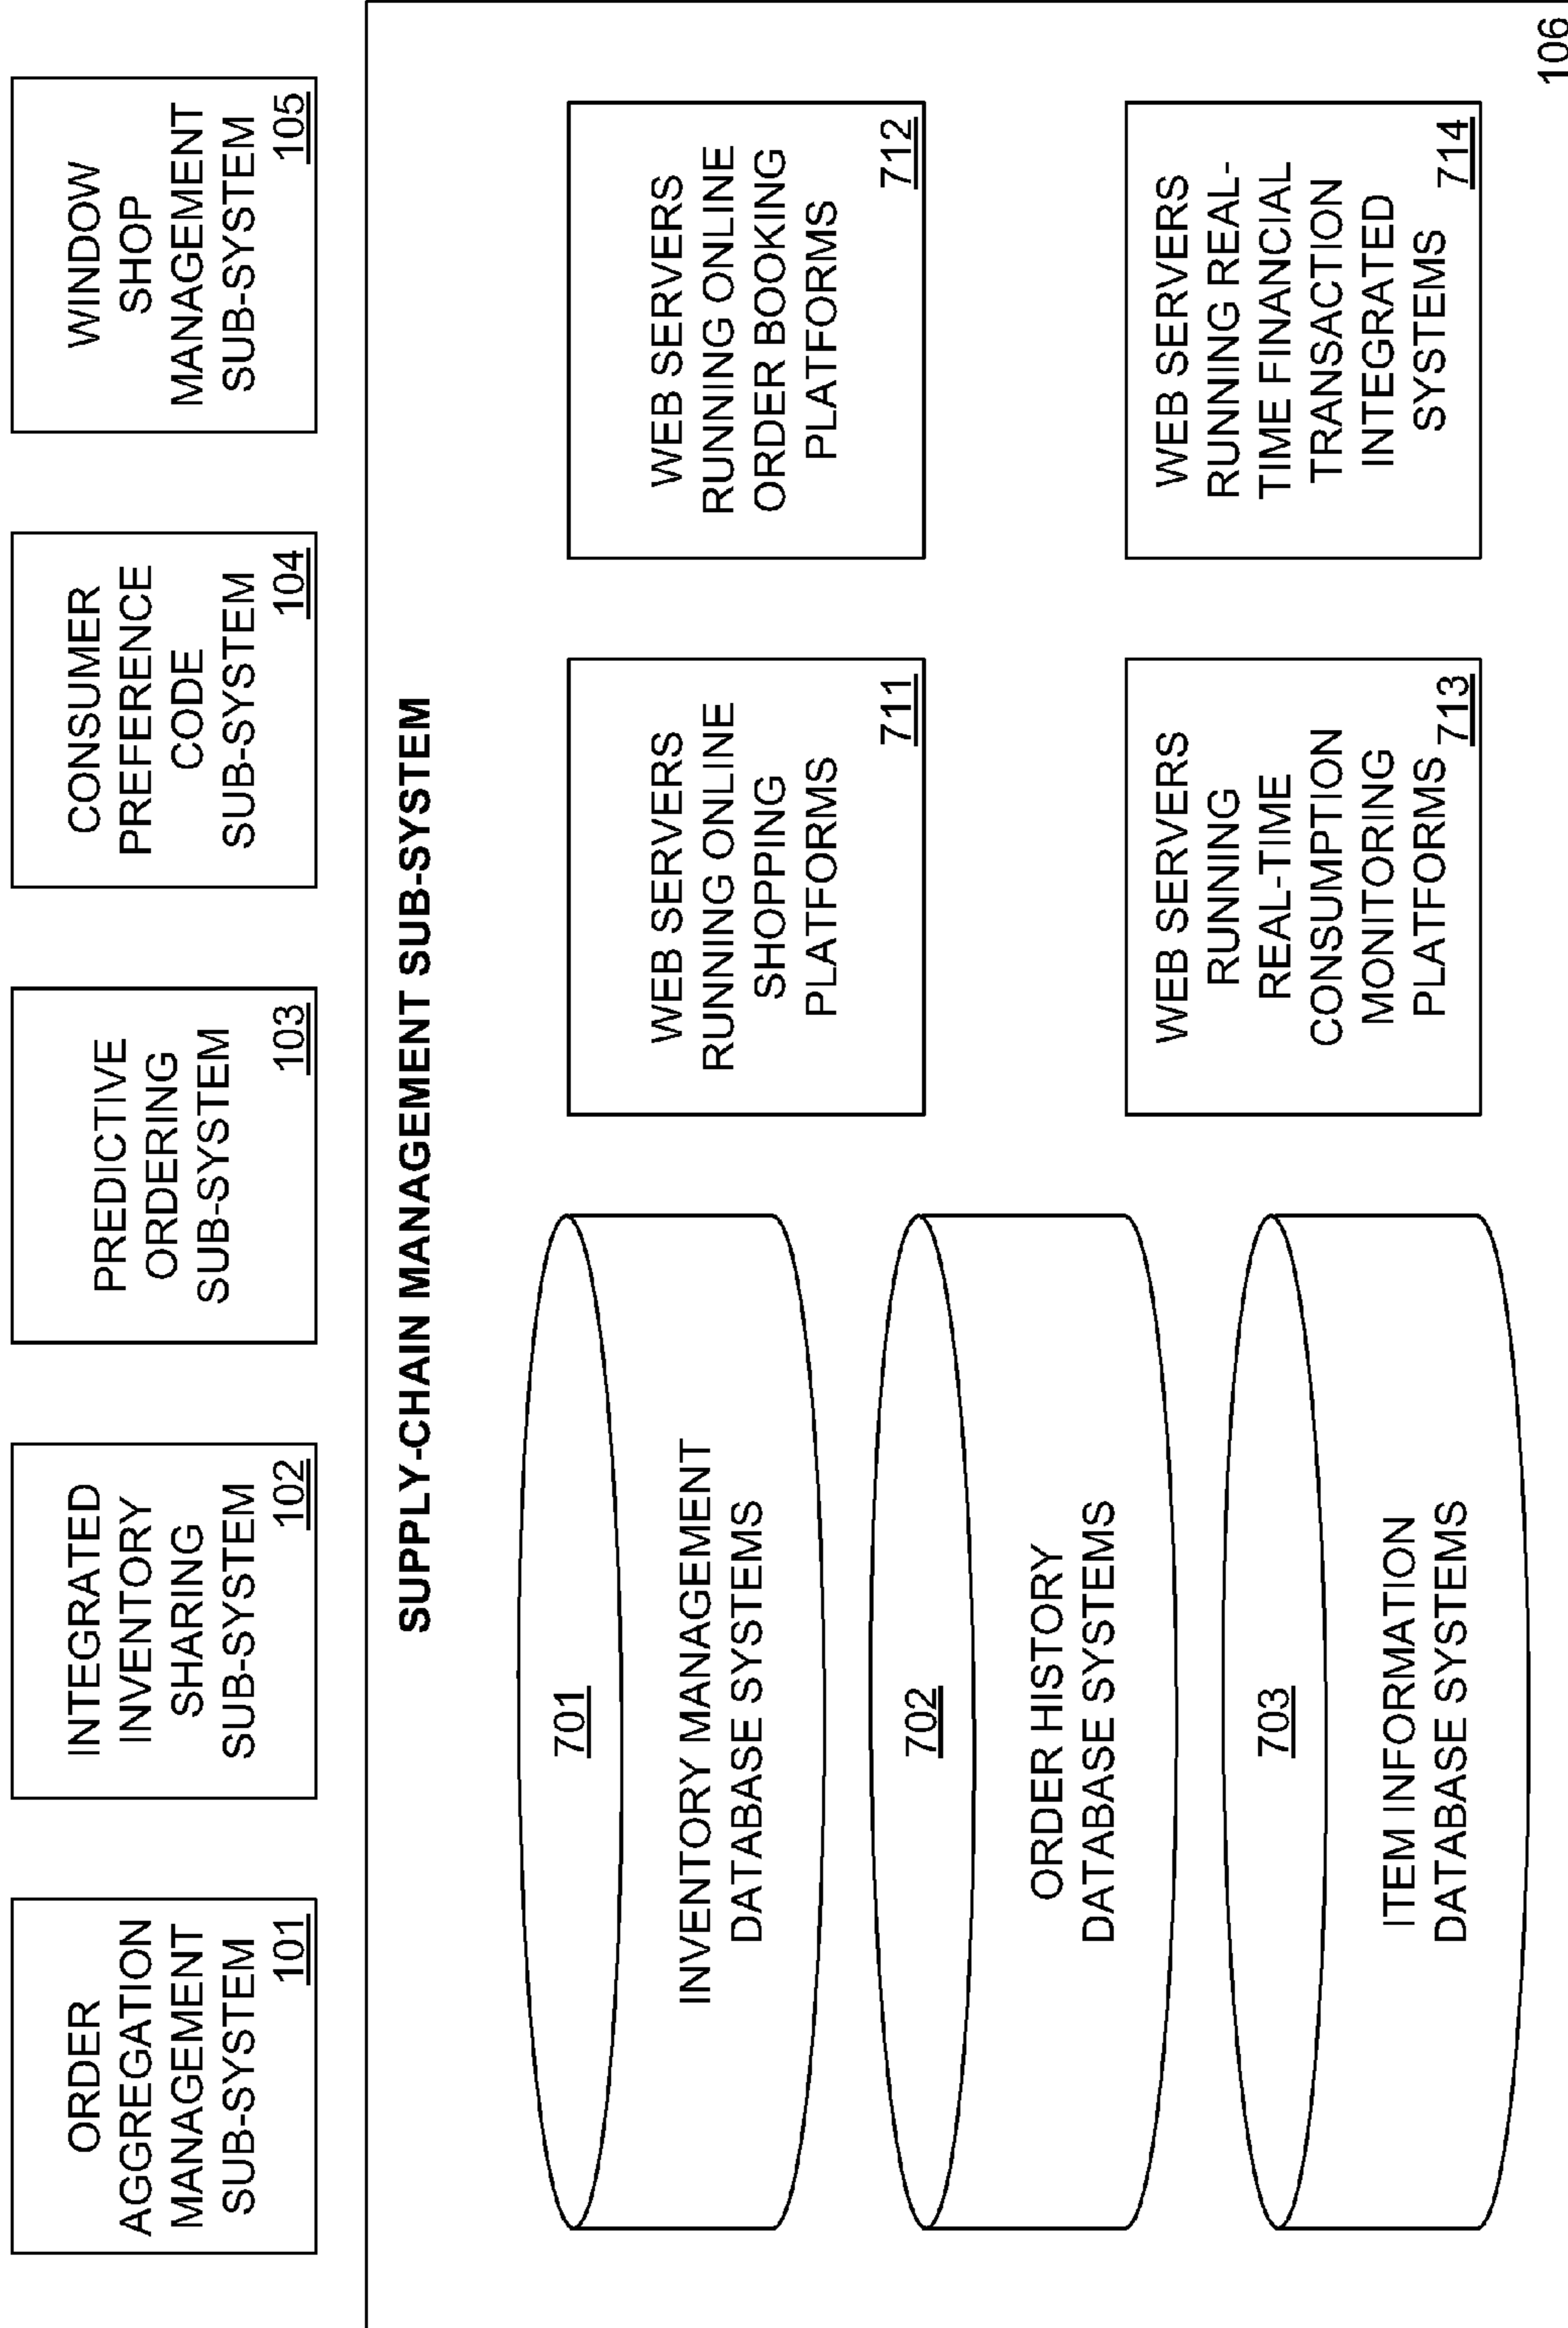 ORDER
AGGREGATION
MANAGEMENT
SUB-SYSTEM
101
INTEGRATED
INVENTORY
SHARING
SUB-SYSTEM
102
PREDICTIVE
ORDERING
SUB-SYSTEM
103
CONSUMER
PREFERENCE
CODE
SUB-SYSTEM
104
WINDOW
SHOP
MANAGEMENT
SUB-SYSTEM
105
SUPPLY-CHAIN MANAGEMENT SUB-SYSTEM
701
INVENTORY MANAGEMENT
DATABASE SYSTEMS
702
ORDER HISTORY
DATABASE SYSTEMS
703
ITEM INFORMATION
DATABASE SYSTEMS
WEB SERVERS
RUNNING ONLINE
SHOPPING
PLATFORMS
711
WEB SERVERS
RUNNING ONLINE
ORDER BOOKING
PLATFORMS
712
WEB SERVERS
RUNNING
REAL-TIME
CONSUMPTION
MONITORING
PLATFORMS
713
WEB SERVERS
RUNNING REAL-
TIME FINANCIAL
TRANSACTION
INTEGRATED
SYSTEMS
714
106